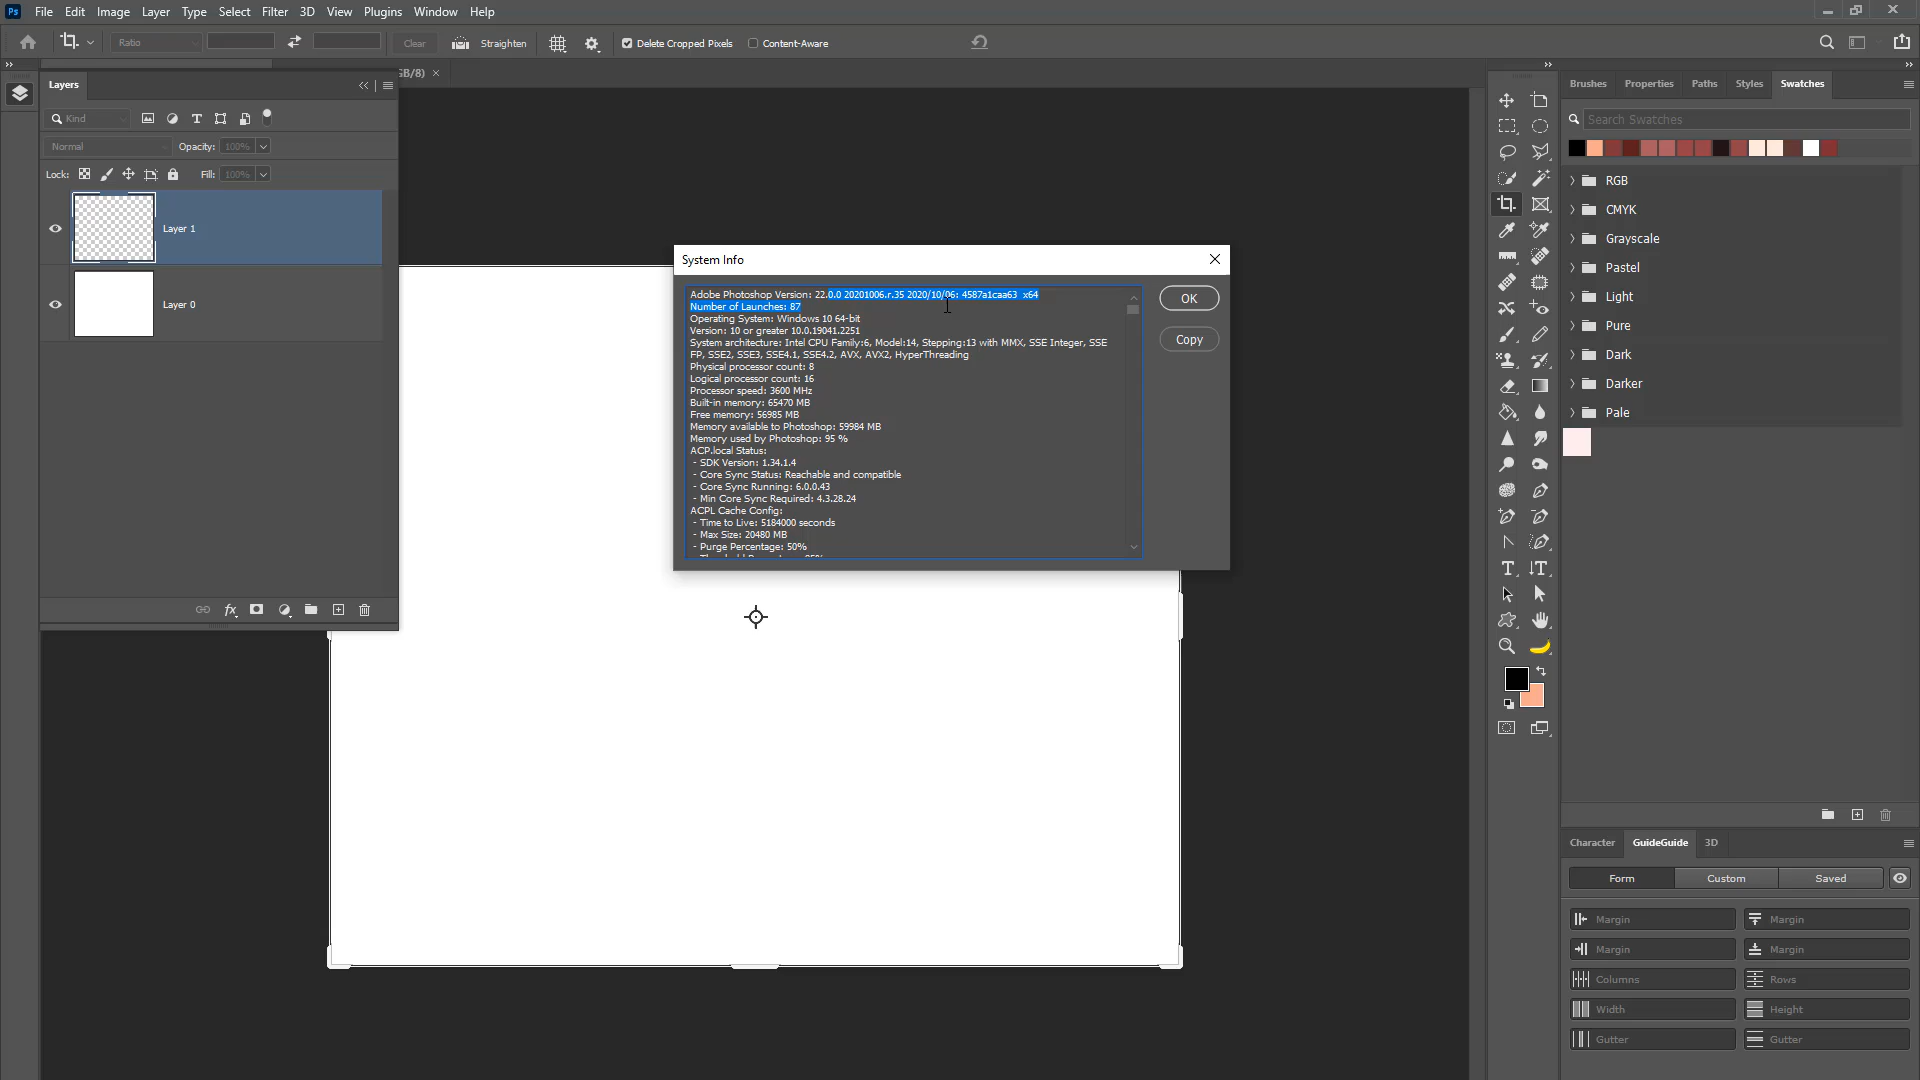 Ps File Edit Image Layer Type Select Filter 3D View Plugins Window Help
Ratio Clear Straighten Delete Cropped Pixels Content-Aware
GB/8) ×
Layers
Kind
Normal Opacity: 100%
Lock: Fill: 100%
Layer 1
Layer 0
fx
System Info
Adobe Photoshop Version: 22.0.0 20201006.r.35 2020/10/06: 4587a1caa63  x64
Number of Launches: 87
Operating System: Windows 10 64-bit
Version: 10 or greater 10.0.19041.2251
System architecture: Intel CPU Family:6, Model:14, Stepping:13 with MMX, SSE Integer, SSE
FP, SSE2, SSE3, SSE4.1, SSE4.2, AVX, AVX2, HyperThreading
Physical processor count: 8
Logical processor count: 16
Processor speed: 3600 MHz
Built-in memory: 65470 MB
Free memory: 56985 MB
Memory available to Photoshop: 59984 MB
Memory used by Photoshop: 95 %
ACP.local Status:
- SDK Version: 1.34.1.4
- Core Sync Status: Reachable and compatible
- Core Sync Running: 6.0.0.43
- Min Core Sync Required: 4.3.28.24
ACPL Cache Config:
- Time to Live: 5184000 seconds
- Max Size: 20480 MB
- Purge Percentage: 50%
OK
Copy
Brushes Properties Paths Styles Swatches
Search Swatches
RGB
CMYK
Grayscale
Pastel
Light
Pure
Dark
Darker
Pale
Character GuideGuide 3D
Form Custom Saved
Margin Margin
Margin Margin
Columns Rows
Width Height
Gutter Gutter